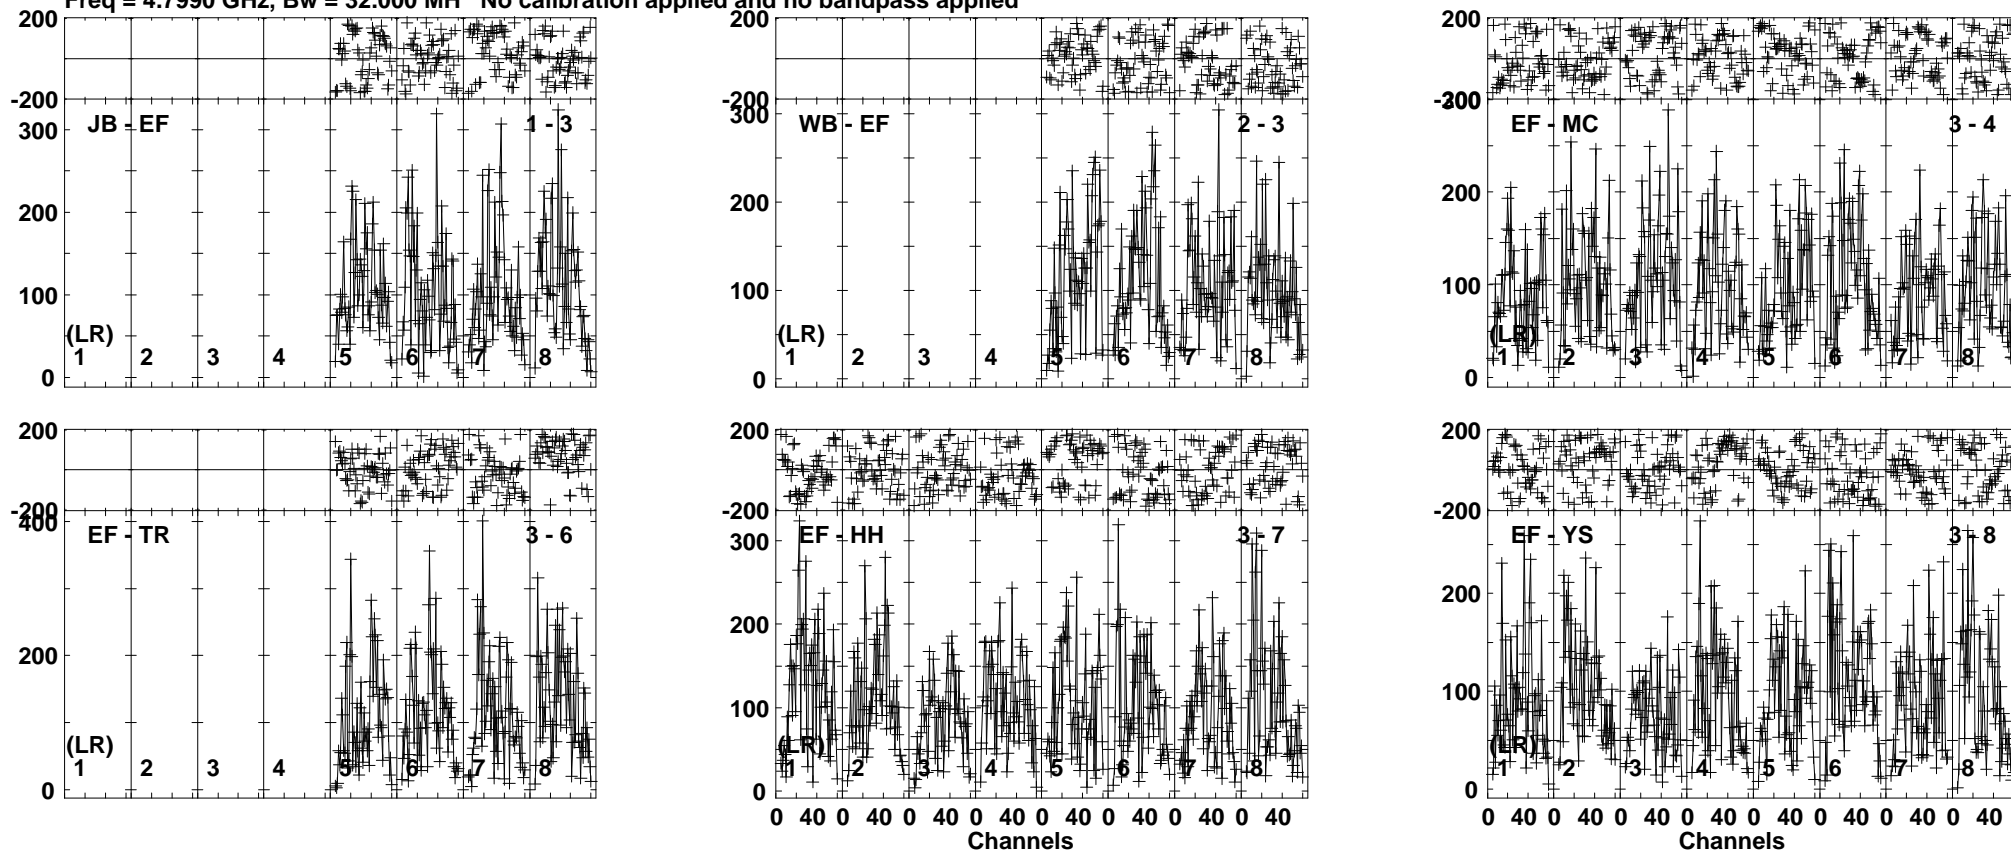 Freq = 4.7990 GHz, Bw = 32.000 MH No calibration applied and no bandpass applied
200 200 200
-200 -200 -200
JB - EF 1 - 3 WB - EF 2 - 3 EF - MC 3 - 4
300 300 300
200 200 200
100 100 100
(LR) (LR) (LR)
1 2 3 4 5 6 7 8 1 2 3 4 5 6 7 8 1 2 3 4 5 6 7 8
0 0 0
200 200 200
-200 -200 -200
400
EF - TR 3 - 6 EF - HH 3 - 7 EF - YS 3 - 8
300
200 200 200
100 100
(LR) (LR) (LR)
1 2 3 4 5 6 7 8 1 2 3 4 5 6 7 8 1 2 3 4 5 6 7 8
0 0 0
0 40 0 40 0 40 0 40 0 40 0 40 0 40 0 40 0 40 0 40 0 40 0 40 0 40 0 40 0 40 0 40
Channels Channels